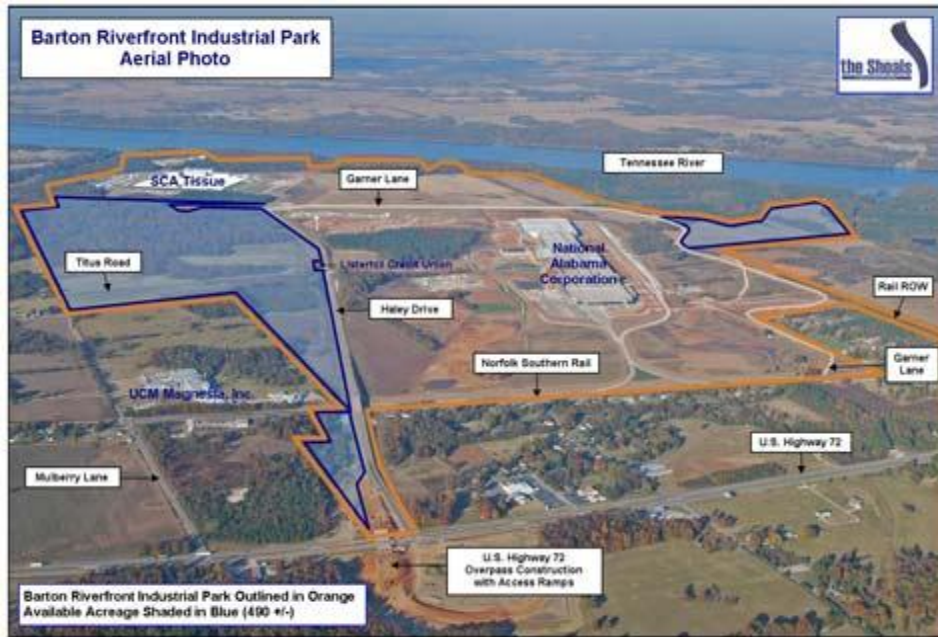 Barton Riverfront Industrial Park
Aerial Photo
the Shoals
Tennessee River
SCA Tissue
Garner Lane
National
Alabama
Corporation
Titus Road
Listerhill Credit Union
Rail ROW
Haley Drive
Norfolk Southern Rail
Garner
Lane
UCM Magnesia, Inc.
U.S. Highway 72
Mulberry Lane
U.S. Highway 72
Overpass Construction
with Access Ramps
Barton Riverfront Industrial Park Outlined in Orange
Available Acreage Shaded in Blue (490 +/-)